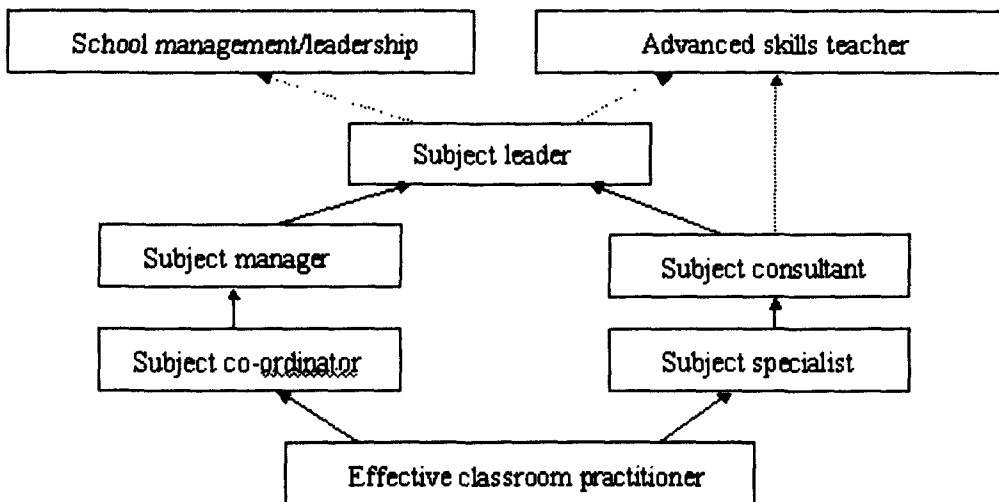 School management/leadership
Advanced skills teacher
Subject leader
Subject manager
Subject consultant
Subject co-ordinator
Subject specialist
Effective classroom practitioner